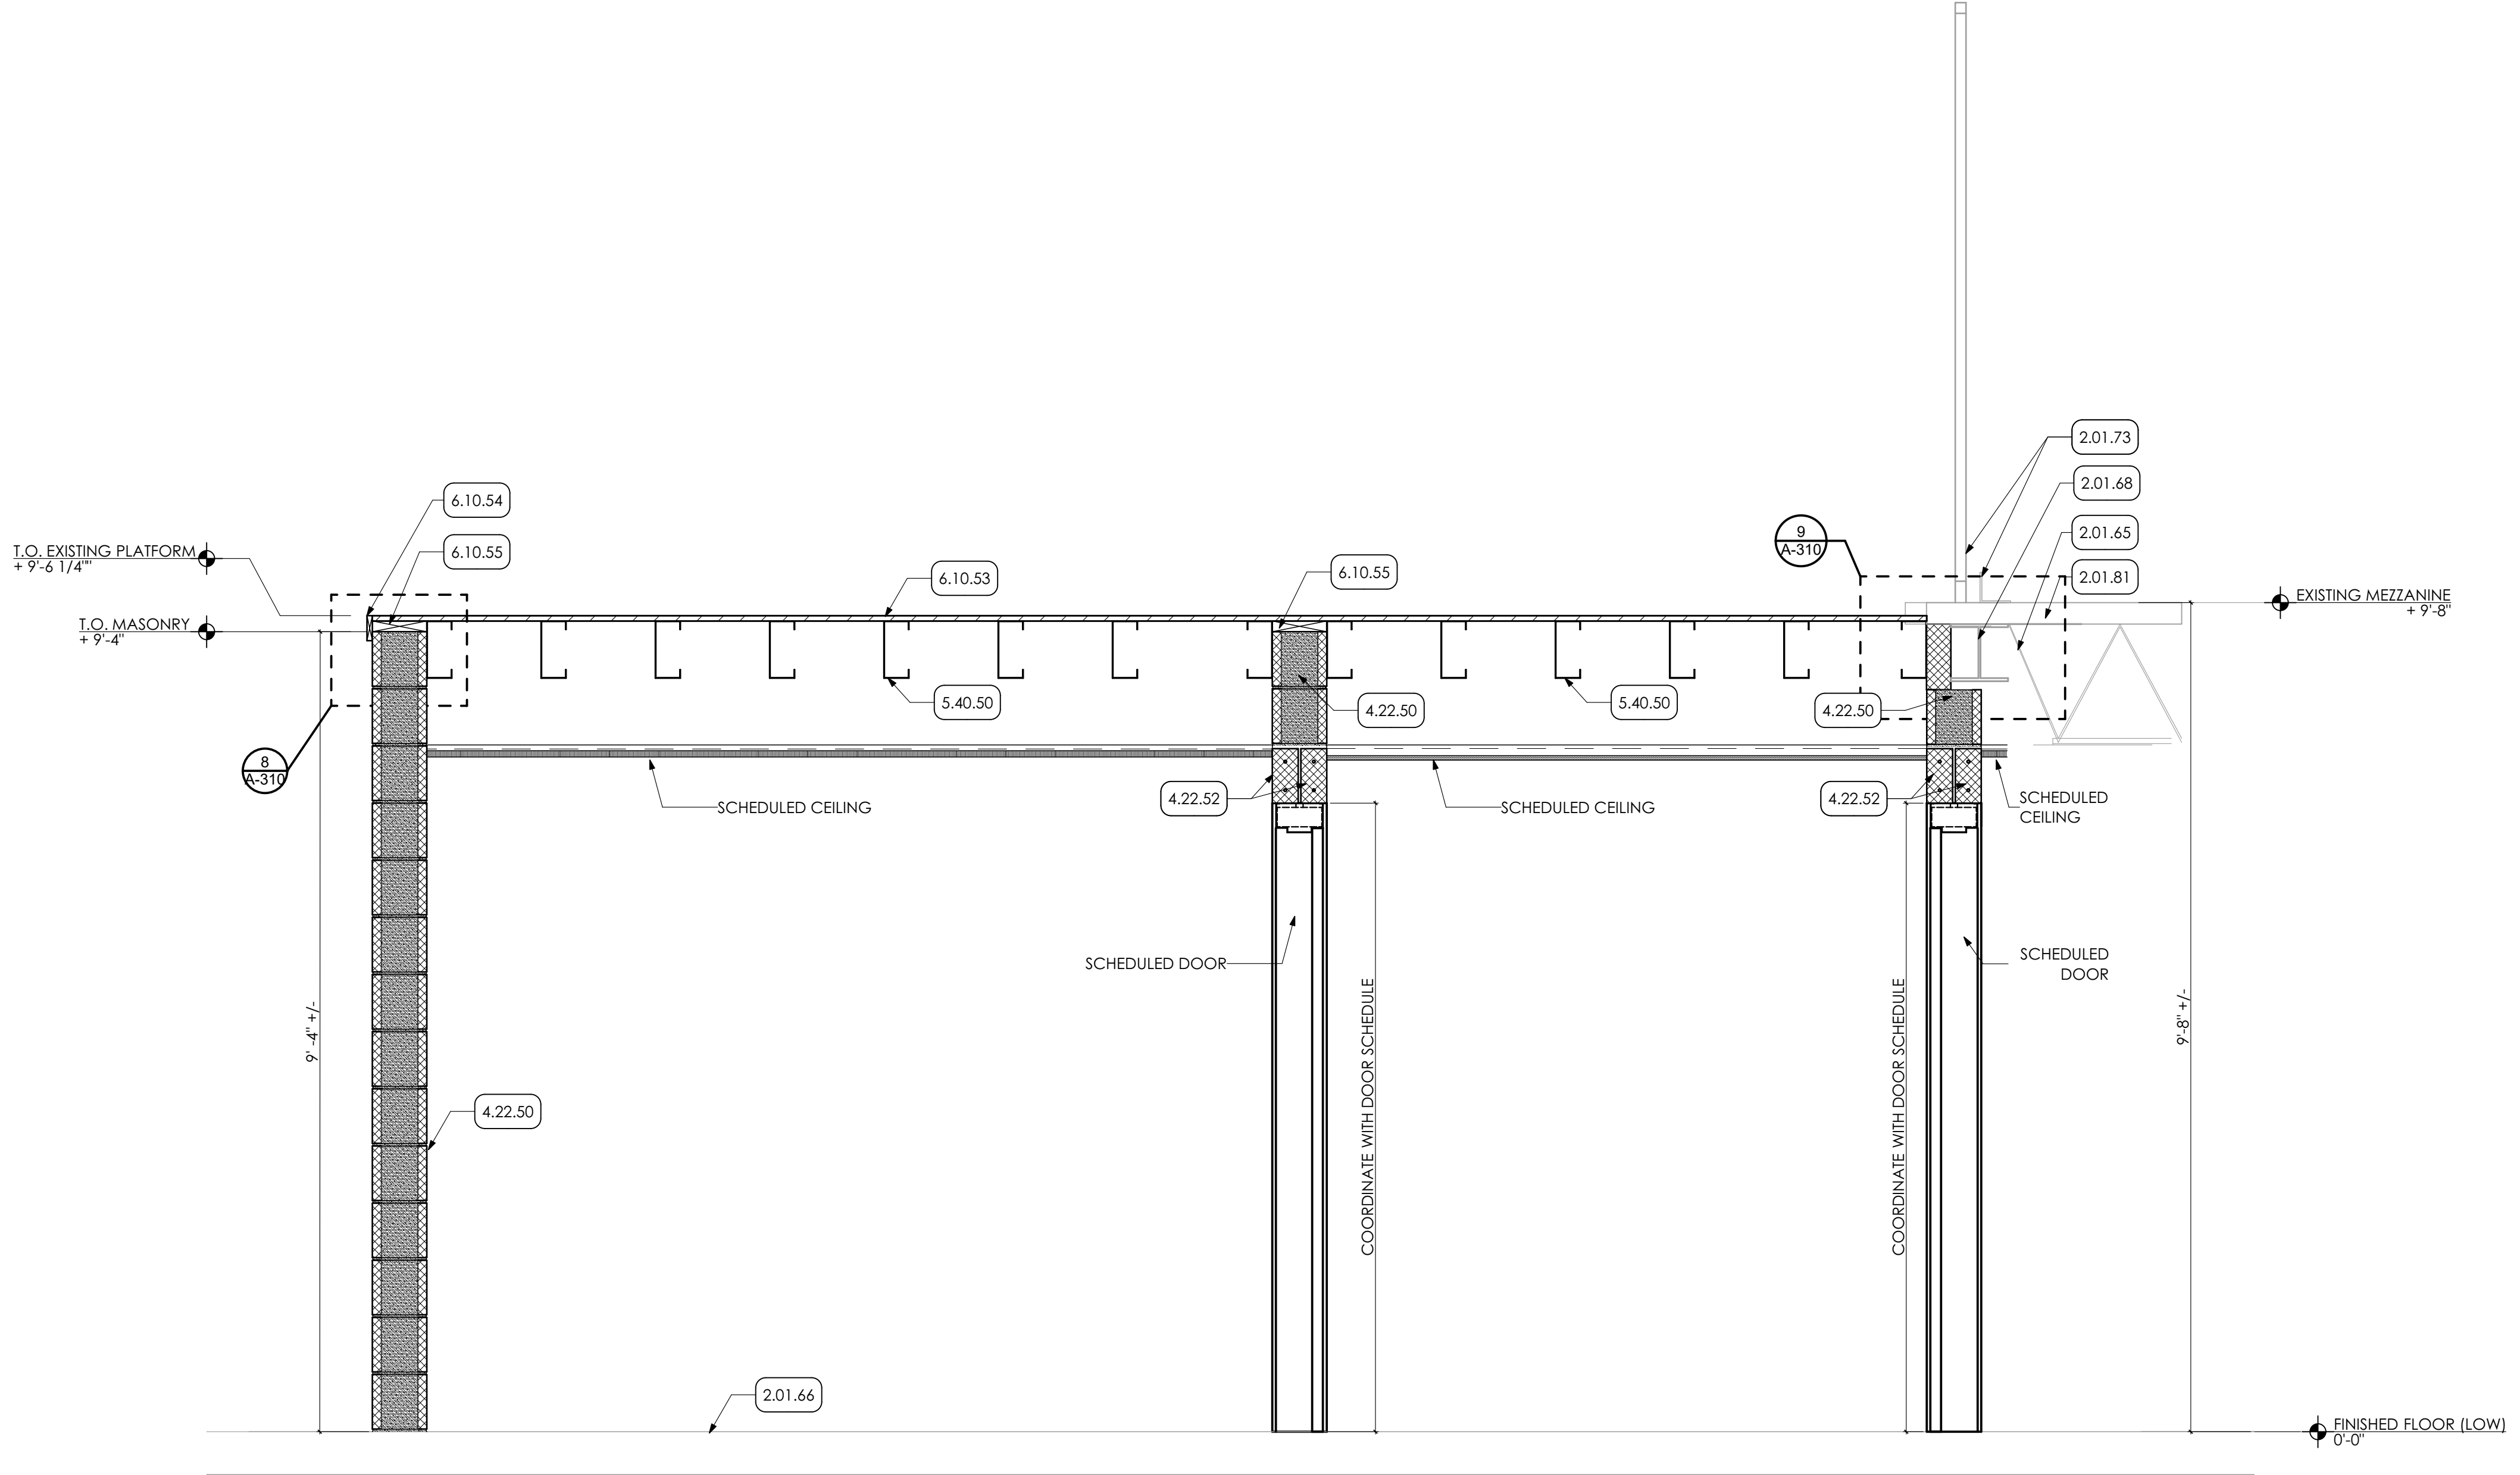 2.01.73
2.01.68
2.01.65
2.01.81
6.10.54
6.10.55
6.10.53
6.10.55
9
A-310
T.O. EXISTING PLATFORM
+ 9'-6 1/4""
T.O. MASONRY
+ 9'-4"
EXISTING MEZZANINE
+ 9'-8"
5.40.50
4.22.50
5.40.50
4.22.50
8
A-310
SCHEDULED CEILING
4.22.52
SCHEDULED CEILING
4.22.52
SCHEDULED
CEILING
SCHEDULED DOOR
SCHEDULED
DOOR
9' -4" +/-
COORDINATE WITH DOOR SCHEDULE
COORDINATE WITH DOOR SCHEDULE
9'-8" +/-
4.22.50
2.01.66
FINISHED FLOOR (LOW)
0'-0"